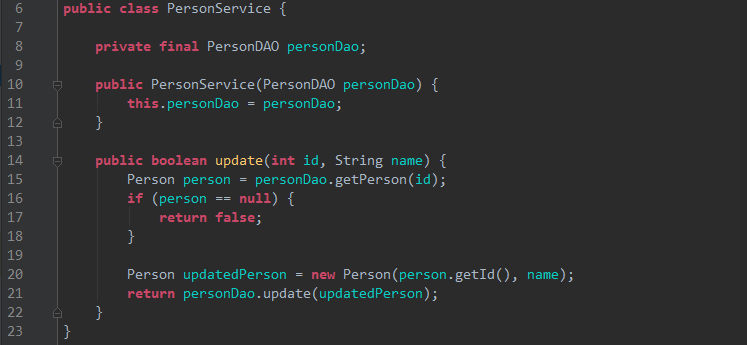 6 public class PersonService {
7
8     private final PersonDAO personDao;
9
10     public PersonService(PersonDAO personDao) {
11         this.personDao = personDao;
12     }
13
14     public boolean update(int id, String name) {
15         Person person = personDao.getPerson(id);
16         if (person == null) {
17             return false;
18         }
19
20         Person updatedPerson = new Person(person.getId(), name);
21         return personDao.update(updatedPerson);
22     }
23 }